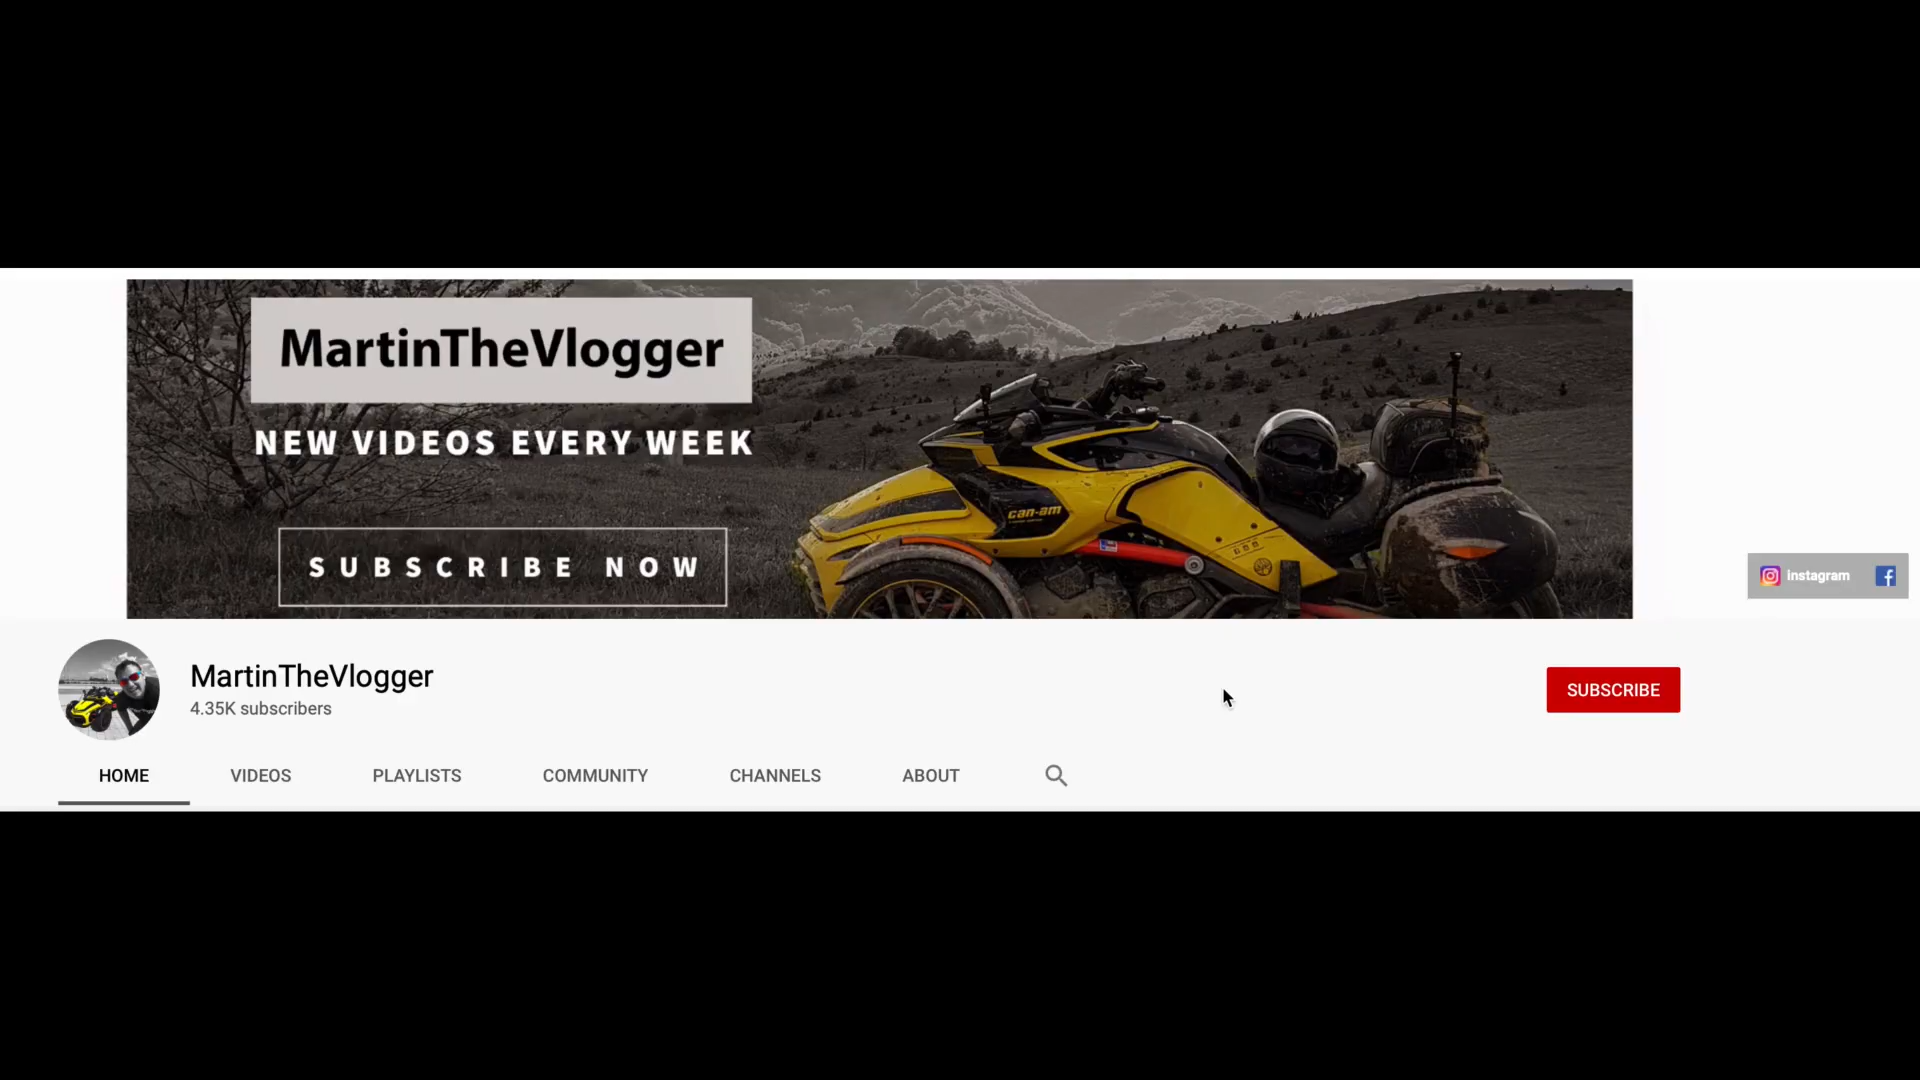 MartinTheVlogger
NEW VIDEOS EVERY WEEK
can-am
SUBSCRIBE NOW
Instagram
MartinTheVlogger
4.35K subscribers
SUBSCRIBE
HOME VIDEOS PLAYLISTS COMMUNITY CHANNELS ABOUT